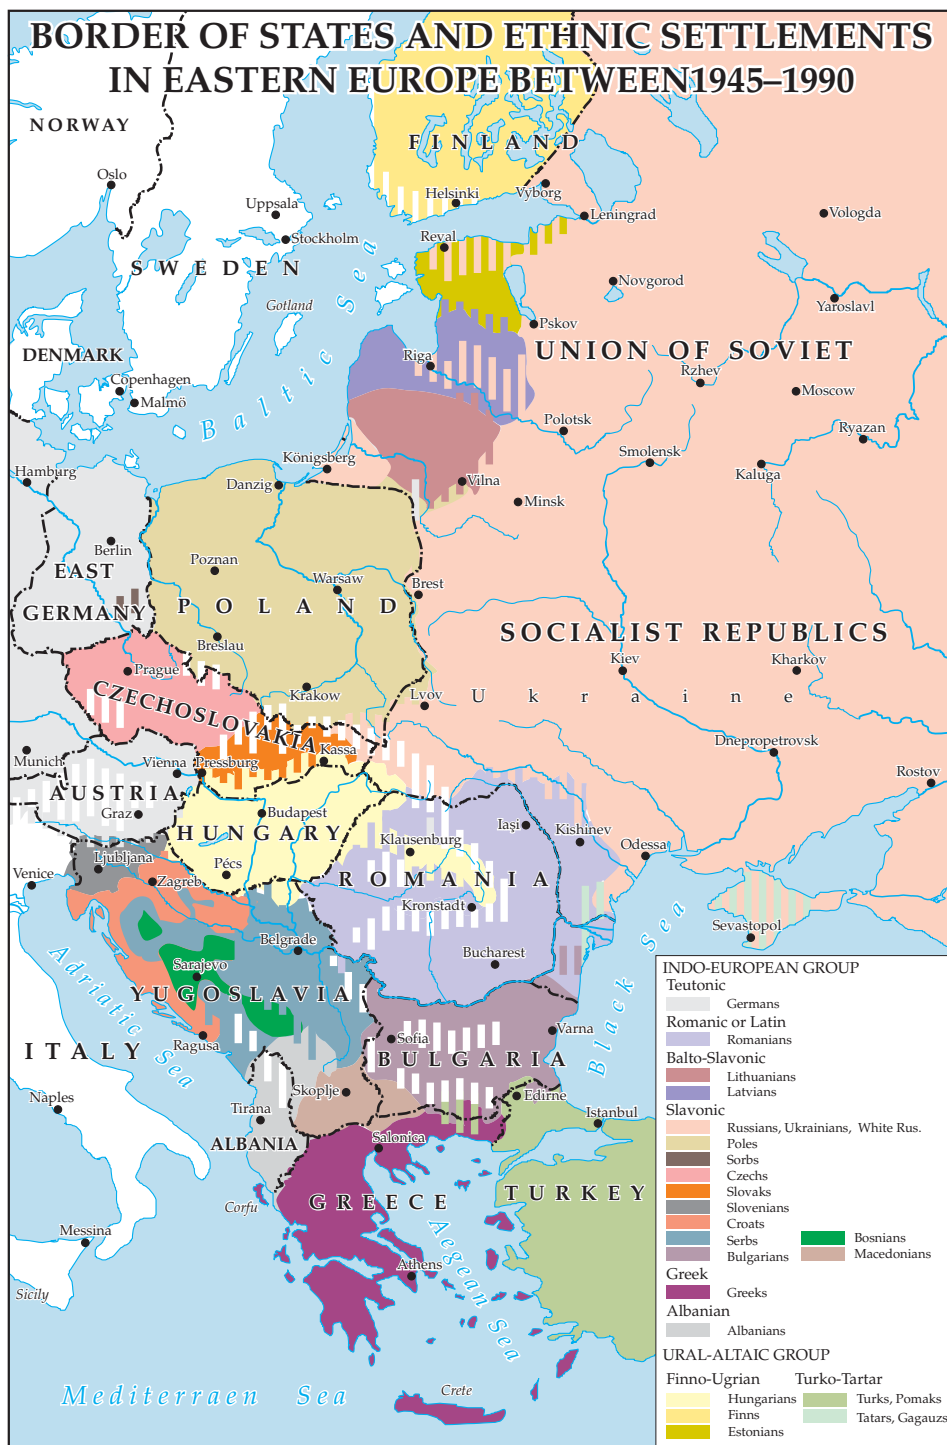 BORDER OF STATES AND ETHNIC SETTLEMENTS
IN EASTERN EUROPE BETWEEN1945–1990
NORWAY
FINLAND
Oslo
Helsinki
Vyborg
Uppsala
Leningrad
Vologda
Stockholm
Reval
SWEDEN
Baltic Sea
Novgorod
Gotland
Yaroslavl
Pskov
DENMARK
Riga
UNION OF SOVIET
Rzhev
Copenhagen
Moscow
Malmö
Polotsk
Ryazan
Smolensk
Königsberg
Kaluga
Hamburg
Danzig
Vilna
Minsk
Berlin
Poznan
EAST
Warsaw
Brest
GERMANY
POLAND
SOCIALIST REPUBLICS
Breslau
Kiev
Kharkov
Prague
Krakow
Lvov
Ukraine
CZECHOSLOVAKIA
Dnepropetrovsk
Munich
Vienna
Pressburg
Kassa
Rostov
AUSTRIA
Graz
Budapest
HUNGARY
Iaşi
Kishinev
Klausenburg
Odessa
Ljubljana
Venice
Zagreb
Pécs
ROMANIA
Kronstadt
Sevastopol
Belgrade
Bucharest
Adriatic Sea
Sarajevo
YUGOSLAVIA
Black Sea
Varna
Sofia
ITALY
Ragusa
BULGARIA
Skoplje
Edirne
Naples
Tirana
Istanbul
ALBANIA
Salonica
TURKEY
GREECE
Corfu
Messina
Aegean Sea
Athens
Sicily
Crete
Mediterraen Sea
INDO-EUROPEAN GROUP
Teutonic
Germans
Romanic or Latin
Romanians
Balto-Slavonic
Lithuanians
Latvians
Slavonic
Russians, Ukrainians, White Rus.
Poles
Sorbs
Czechs
Slovaks
Slovenians
Croats
Serbs
Bosnians
Bulgarians
Macedonians
Greek
Greeks
Albanian
Albanians
URAL-ALTAIC GROUP
Finno-Ugrian
Turko-Tartar
Hungarians
Turks, Pomaks
Finns
Tatars, Gagauzs
Estonians